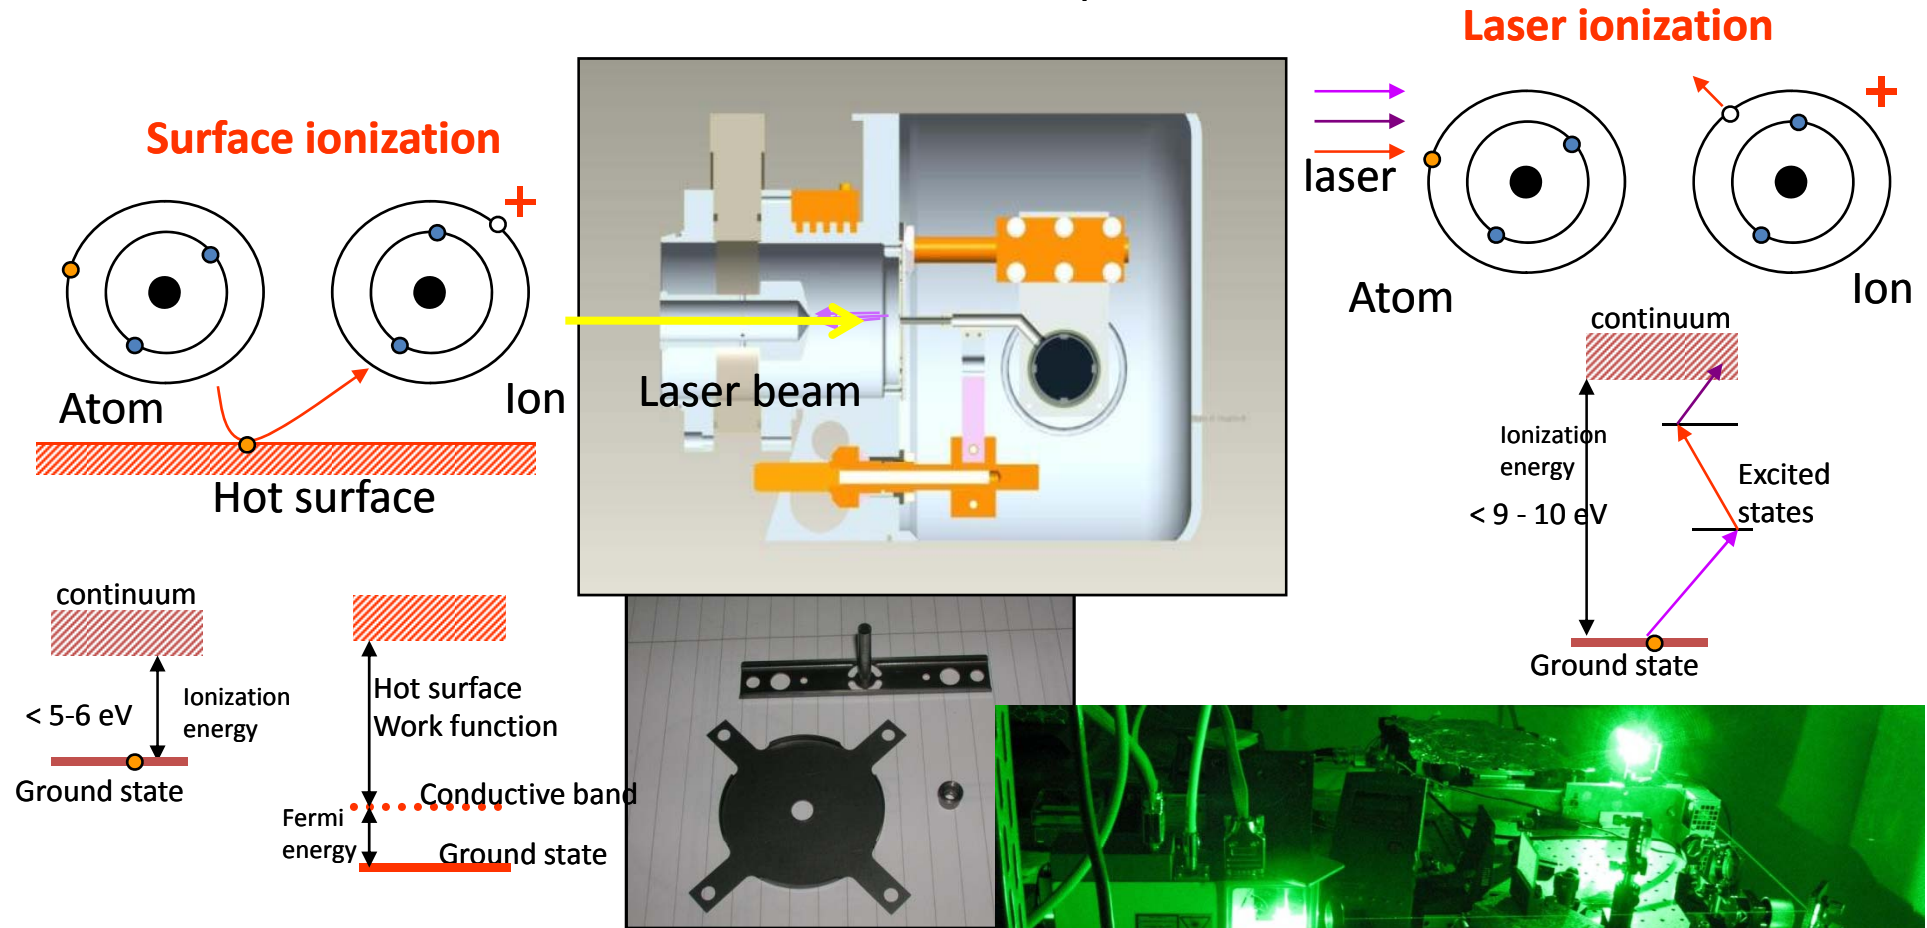 Laser ionization
Surface ionization
+
+
laser
Atom
Ion
Atom
Ion
Hot surface
Laser beam
continuum
Ionization
energy
< 9 - 10 eV
Excited
states
Ground state
continuum
< 5-6 eV
Ionization
energy
Ground state
Hot surface
Work function
Conductive band
Fermi
energy
Ground state